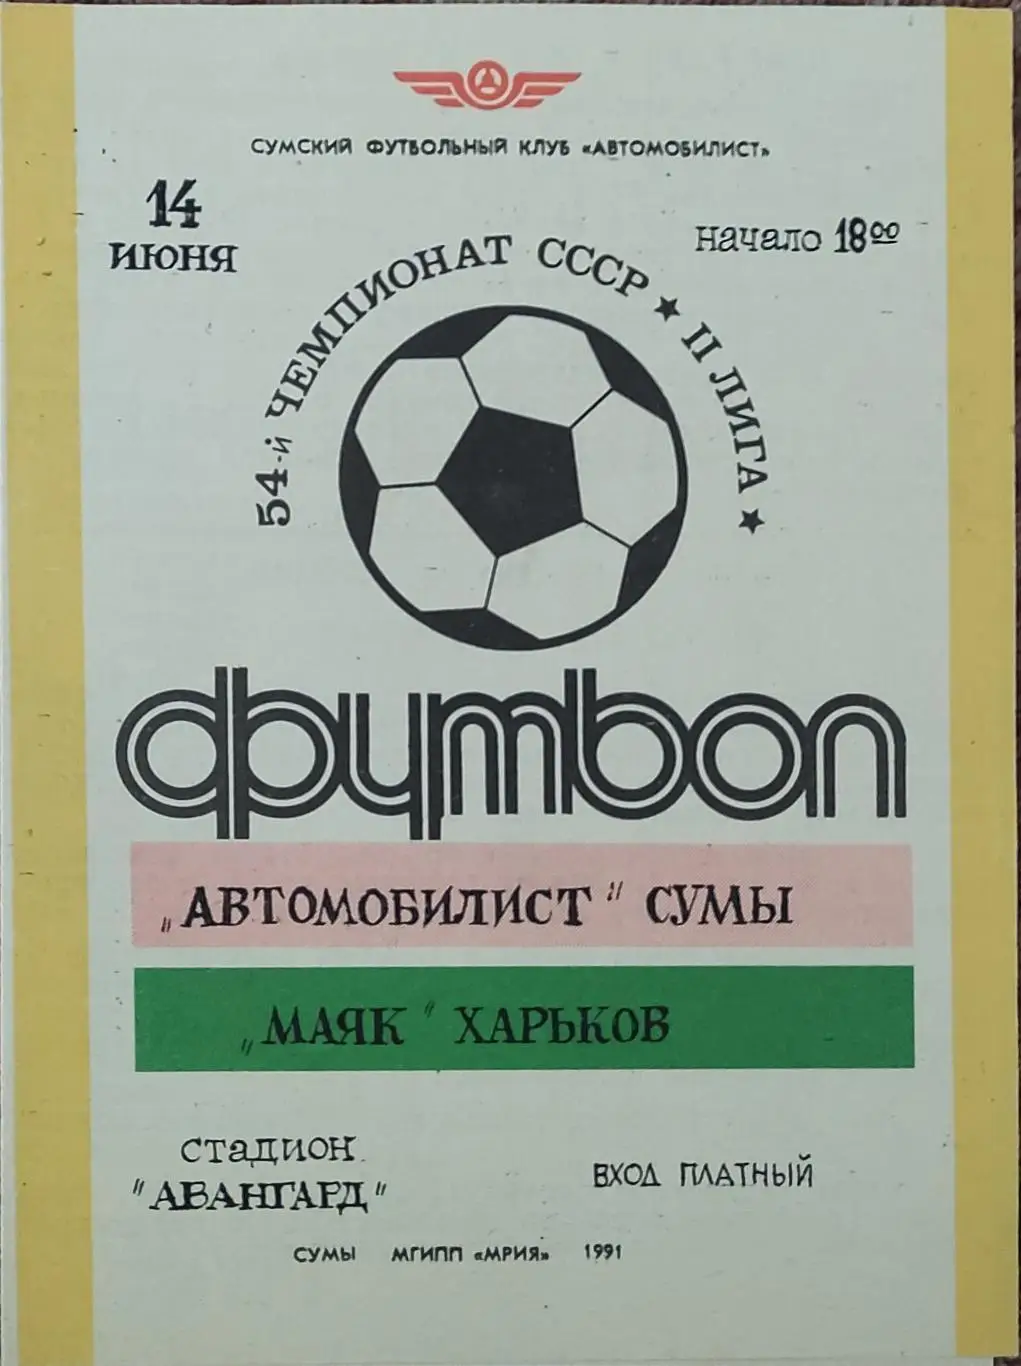 СУМСКИЙ ФУТБОЛЬНЫЙ КЛУБ «АВТОМОБИЛИСТ»
14
ИЮНЯ
начало 18⁰⁰
54-й ЧЕМПИОНАТ СССР ★ II ЛИГА ★
футбол
„АВТОМОБИЛИСТ" СУМЫ
„МАЯК" ХАРЬКОВ
СТАДИОН
"АВАНГАРД"
ВХОД ПЛАТНЫЙ
СУМЫ МГИПП «МРИЯ» 1991